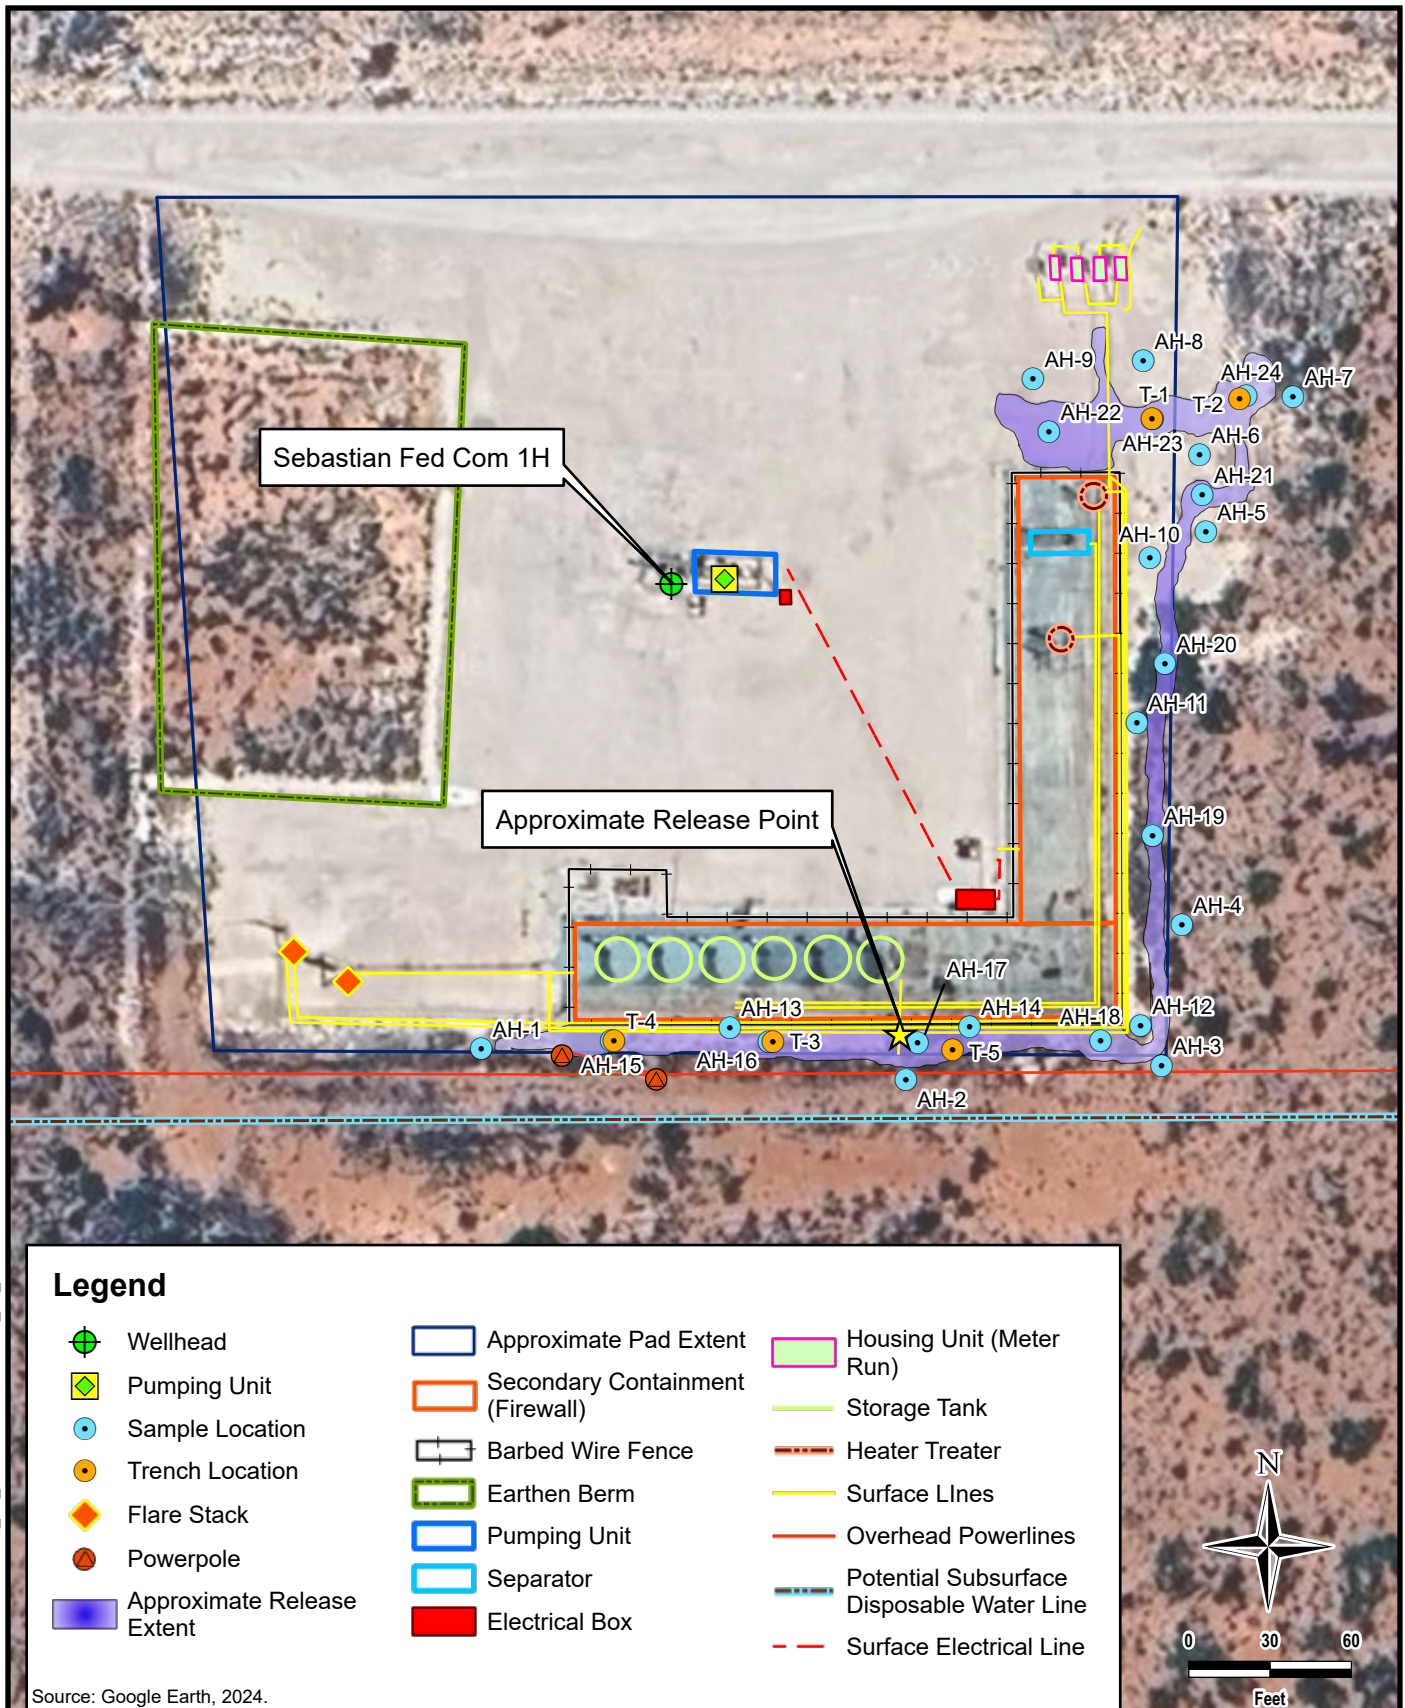 AH-8
AH-9
AH-24
AH-7
T-1
T-2
AH-22
AH-23
AH-6
Sebastian Fed Com 1H
AH-21
AH-5
AH-10
AH-20
AH-11
Approximate Release Point
AH-19
AH-4
AH-17
AH-13
AH-14
AH-18
AH-12
AH-1
T-4
T-3
T-5
AH-3
AH-15
AH-16
AH-2
Legend
Wellhead
Pumping Unit
Sample Location
Trench Location
Flare Stack
Powerpole
Approximate Release
Extent
Approximate Pad Extent
Secondary Containment
(Firewall)
Barbed Wire Fence
Earthen Berm
Pumping Unit
Separator
Electrical Box
Housing Unit (Meter
Run)
Storage Tank
Heater Treater
Surface LInes
Overhead Powerlines
Potential Subsurface
Disposable Water Line
Surface Electrical Line
N
0 30 60
Feet
Source: Google Earth, 2024.